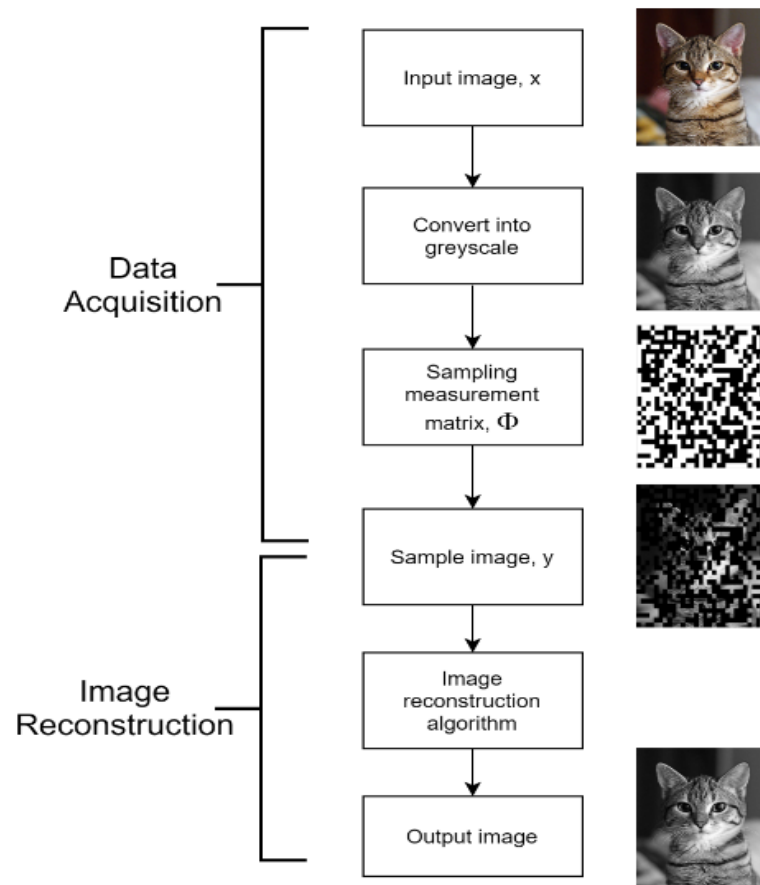 Input image, x
Convert into
greyscale
Data
Acquisition
Sampling
measurement
matrix, Φ
Sample image, y
Image
Reconstruction
Image
reconstruction
algorithm
Output image